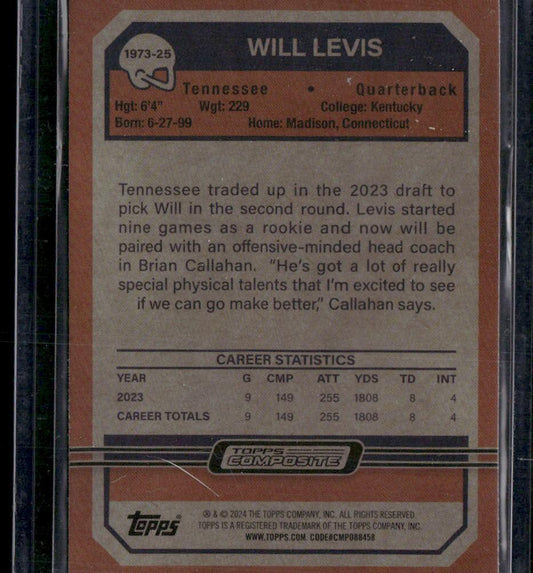 1973-25
WILL LEVIS
Tennessee • Quarterback
Hgt: 6'4" Wgt: 229 College: Kentucky
Born: 6-27-99 Home: Madison, Connecticut
Tennessee traded up in the 2023 draft to
pick Will in the second round. Levis started
nine games as a rookie and now will be
paired with an offensive-minded head coach
in Brian Callahan. "He's got a lot of really
special physical talents that I'm excited to see
if we can go make better," Callahan says.
CAREER STATISTICS
YEAR G CMP ATT YDS TD INT
2023 9 149 255 1808 8 4
CAREER TOTALS 9 149 255 1808 8 4
TOPPS
COMPOSITE
Topps
® & © 2024 THE TOPPS COMPANY, INC. ALL RIGHTS RESERVED.
TOPPS IS A REGISTERED TRADEMARK OF THE TOPPS COMPANY, INC.
WWW.TOPPS.COM CODE#CMP088458